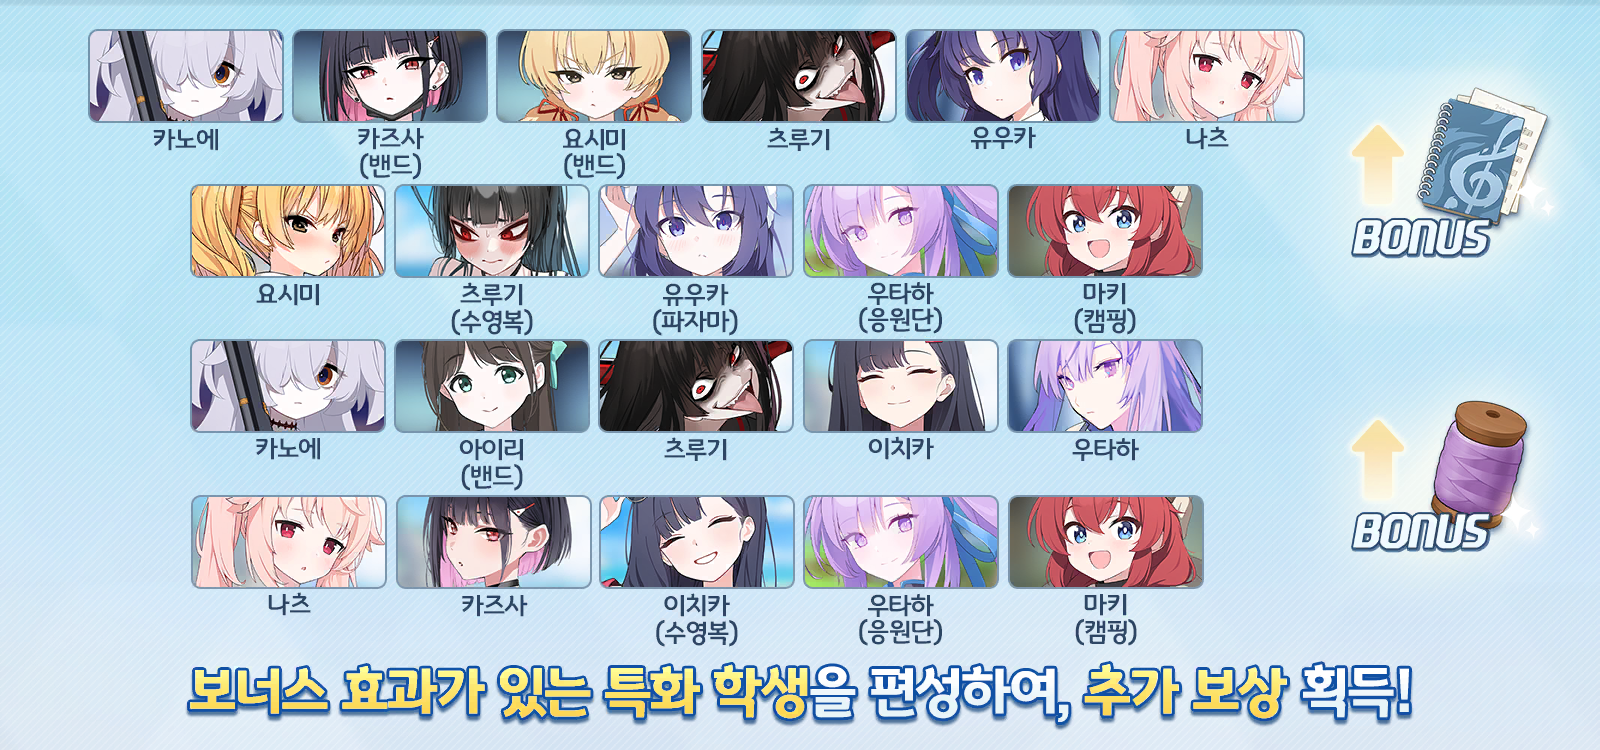 카노에 카즈사 요시미 츠루기 유우카 나츠
(밴드) (밴드)
BONUS
요시미 츠루기 유우카 우타하 마키
(수영복) (파자마) (응원단) (캠핑)
카노에 아이리 츠루기 이치카 우타하
(밴드)
BONUS
나츠 카즈사 이치카 우타하 마키
(수영복) (응원단) (캠핑)
보너스 효과가 있는 특화 학생을 편성하여, 추가 보상 획득!